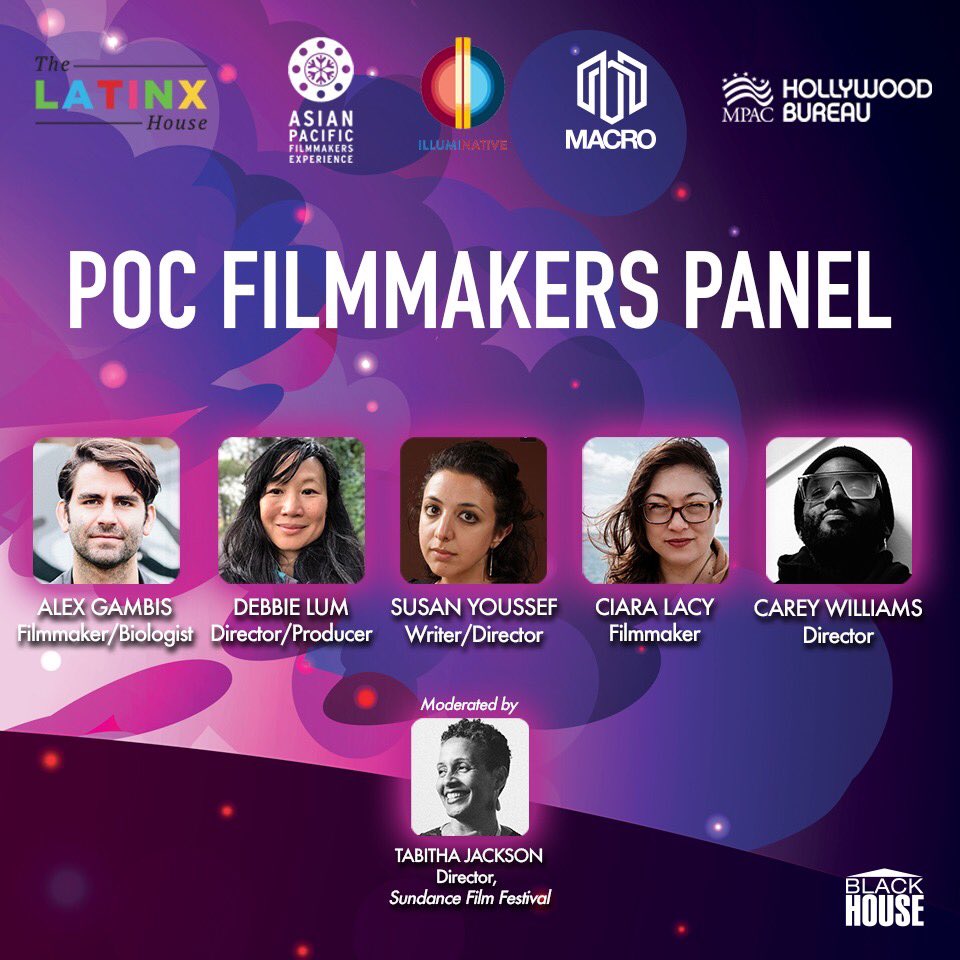 The
LATINX
House
ASIAN
PACIFIC
FILMMAKERS
EXPERIENCE
ILLUMINATIVE
MACRO
MPAC
HOLLYWOOD
BUREAU
POC FILMMAKERS PANEL
ALEX GAMBIS
Filmmaker/Biologist
DEBBIE LUM
Director/Producer
SUSAN YOUSSEF
Writer/Director
CIARA LACY
Filmmaker
CAREY WILLIAMS
Director
Moderated by
TABITHA JACKSON
Director,
Sundance Film Festival
BLACK
HOUSE